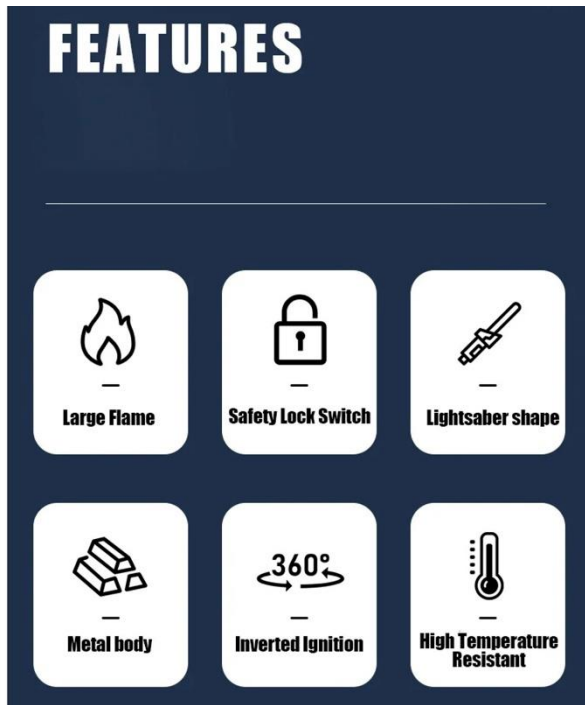 FEATURES
Large Flame
Safety Lock Switch
Lightsaber shape
Metal body
360°
Inverted Ignition
High Temperature
Resistant